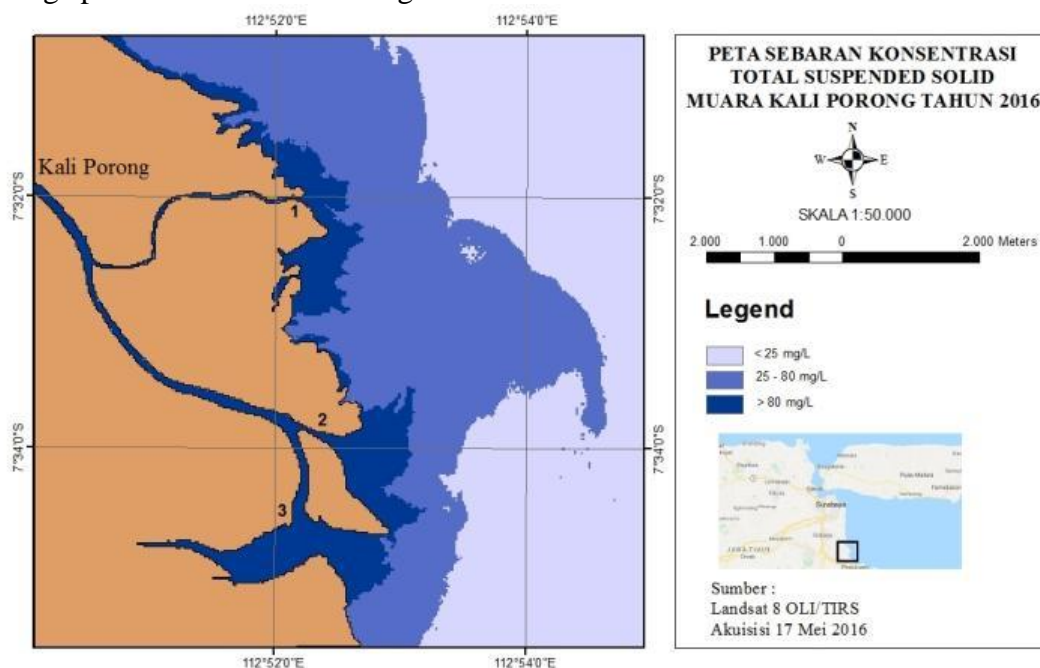 112°52'0"E
112°54'0"E
Kali Porong
7°32'0"S
7°32'0"S
1
2
7°34'0"S
7°34'0"S
3
112°52'0"E
112°54'0"E
PETA SEBARAN KONSENTRASI
TOTAL SUSPENDED SOLID
MUARA KALI PORONG TAHUN 2016
N
W E
S
SKALA 1:50.000
2.000 1.000 0 2.000 Meters
Legend
< 25 mg/L
25 - 80 mg/L
> 80 mg/L
Surabaya
JAWA TIMUR
Sumber :
Landsat 8 OLI/TIRS
Akuisisi 17 Mei 2016